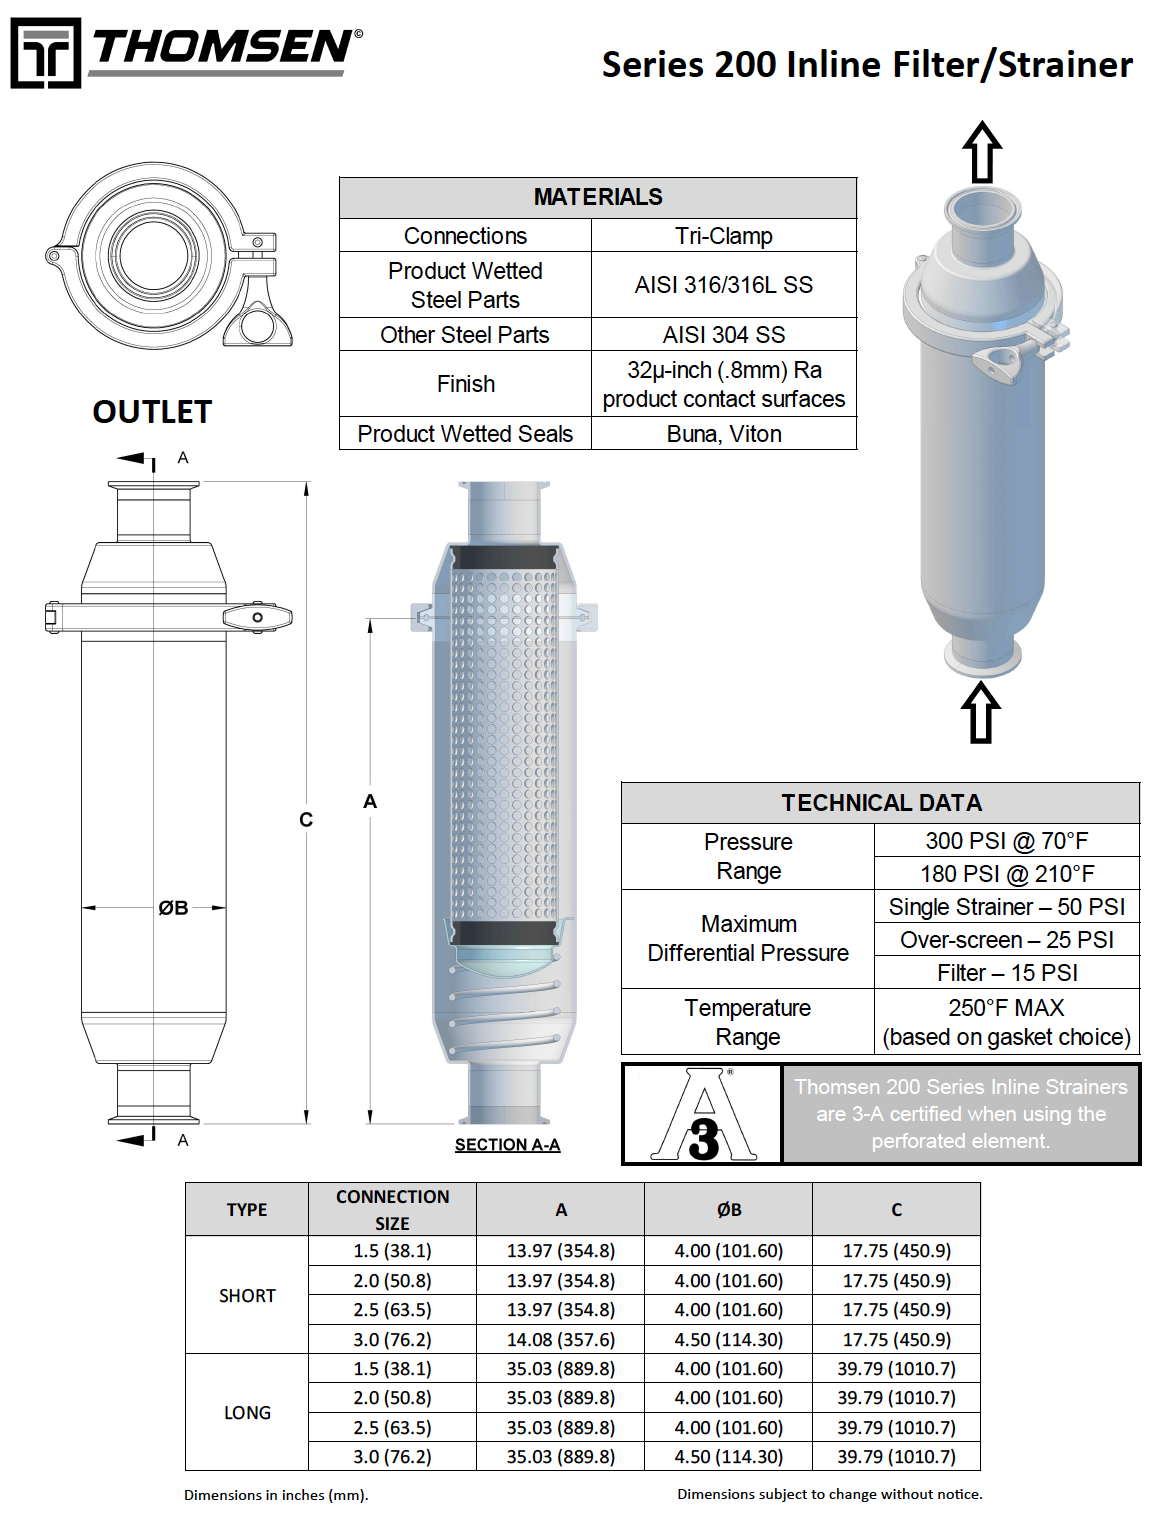 THOMSEN©
Series 200 Inline Filter/Strainer
MATERIALS
Connections Tri-Clamp
Product Wetted
Steel Parts AISI 316/316L SS
Other Steel Parts AISI 304 SS
Finish 32µ-inch (.8mm) Ra
product contact surfaces
Product Wetted Seals Buna, Viton
OUTLET
A
C
A
ØB
A
SECTION A-A
TECHNICAL DATA
Pressure
Range
300 PSI @ 70°F
180 PSI @ 210°F
Maximum
Differential Pressure
Single Strainer – 50 PSI
Over-screen – 25 PSI
Filter – 15 PSI
Temperature
Range
250°F MAX
(based on gasket choice)
A®
3
Thomsen 200 Series Inline Strainers
are 3-A certified when using the
perforated element.
TYPE CONNECTION
SIZE A ØB C
SHORT
1.5 (38.1) 13.97 (354.8) 4.00 (101.60) 17.75 (450.9)
2.0 (50.8) 13.97 (354.8) 4.00 (101.60) 17.75 (450.9)
2.5 (63.5) 13.97 (354.8) 4.00 (101.60) 17.75 (450.9)
3.0 (76.2) 14.08 (357.6) 4.50 (114.30) 17.75 (450.9)
LONG
1.5 (38.1) 35.03 (889.8) 4.00 (101.60) 39.79 (1010.7)
2.0 (50.8) 35.03 (889.8) 4.00 (101.60) 39.79 (1010.7)
2.5 (63.5) 35.03 (889.8) 4.00 (101.60) 39.79 (1010.7)
3.0 (76.2) 35.03 (889.8) 4.50 (114.30) 39.79 (1010.7)
Dimensions in inches (mm).
Dimensions subject to change without notice.